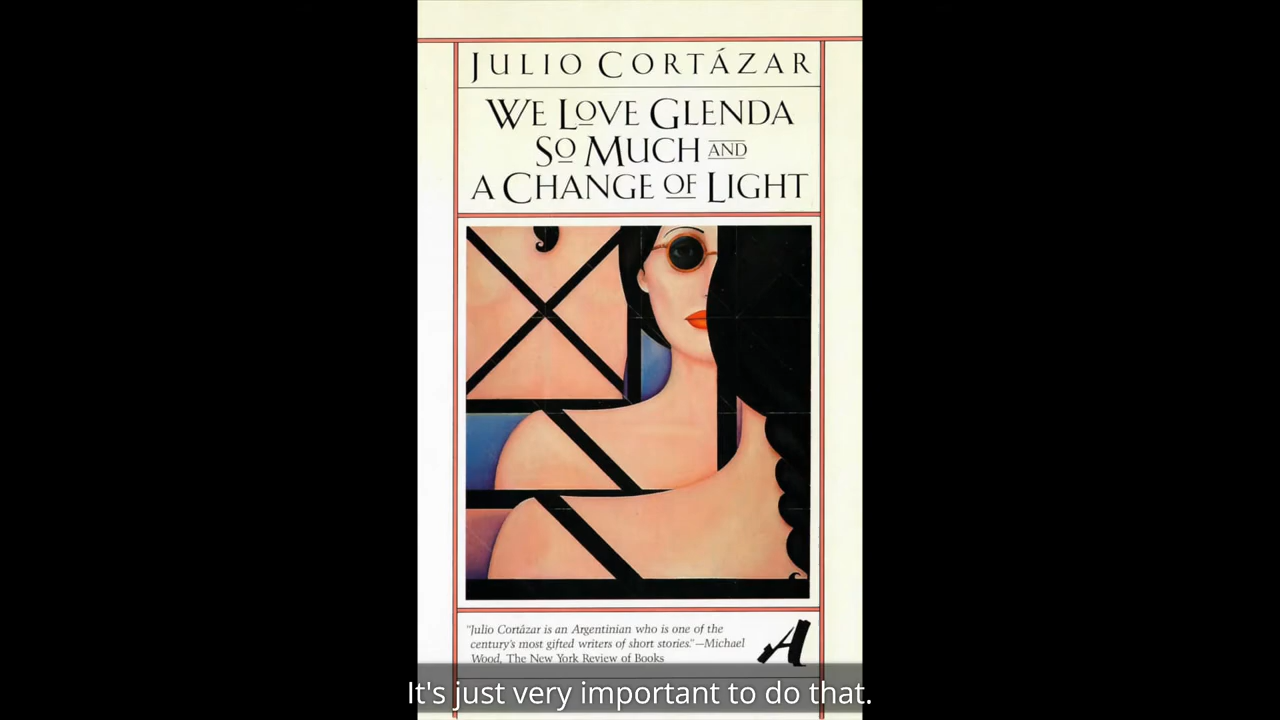 JULIO CORTÁZAR
WE LOVE GLENDA
SO MUCH AND
A CHANGE OF LIGHT
"Julio Cortázar is an Argentinian who is one of the
century's most gifted writers of short stories."—Michael
Wood, The New York Review of Books
A
It's just very important to do that.